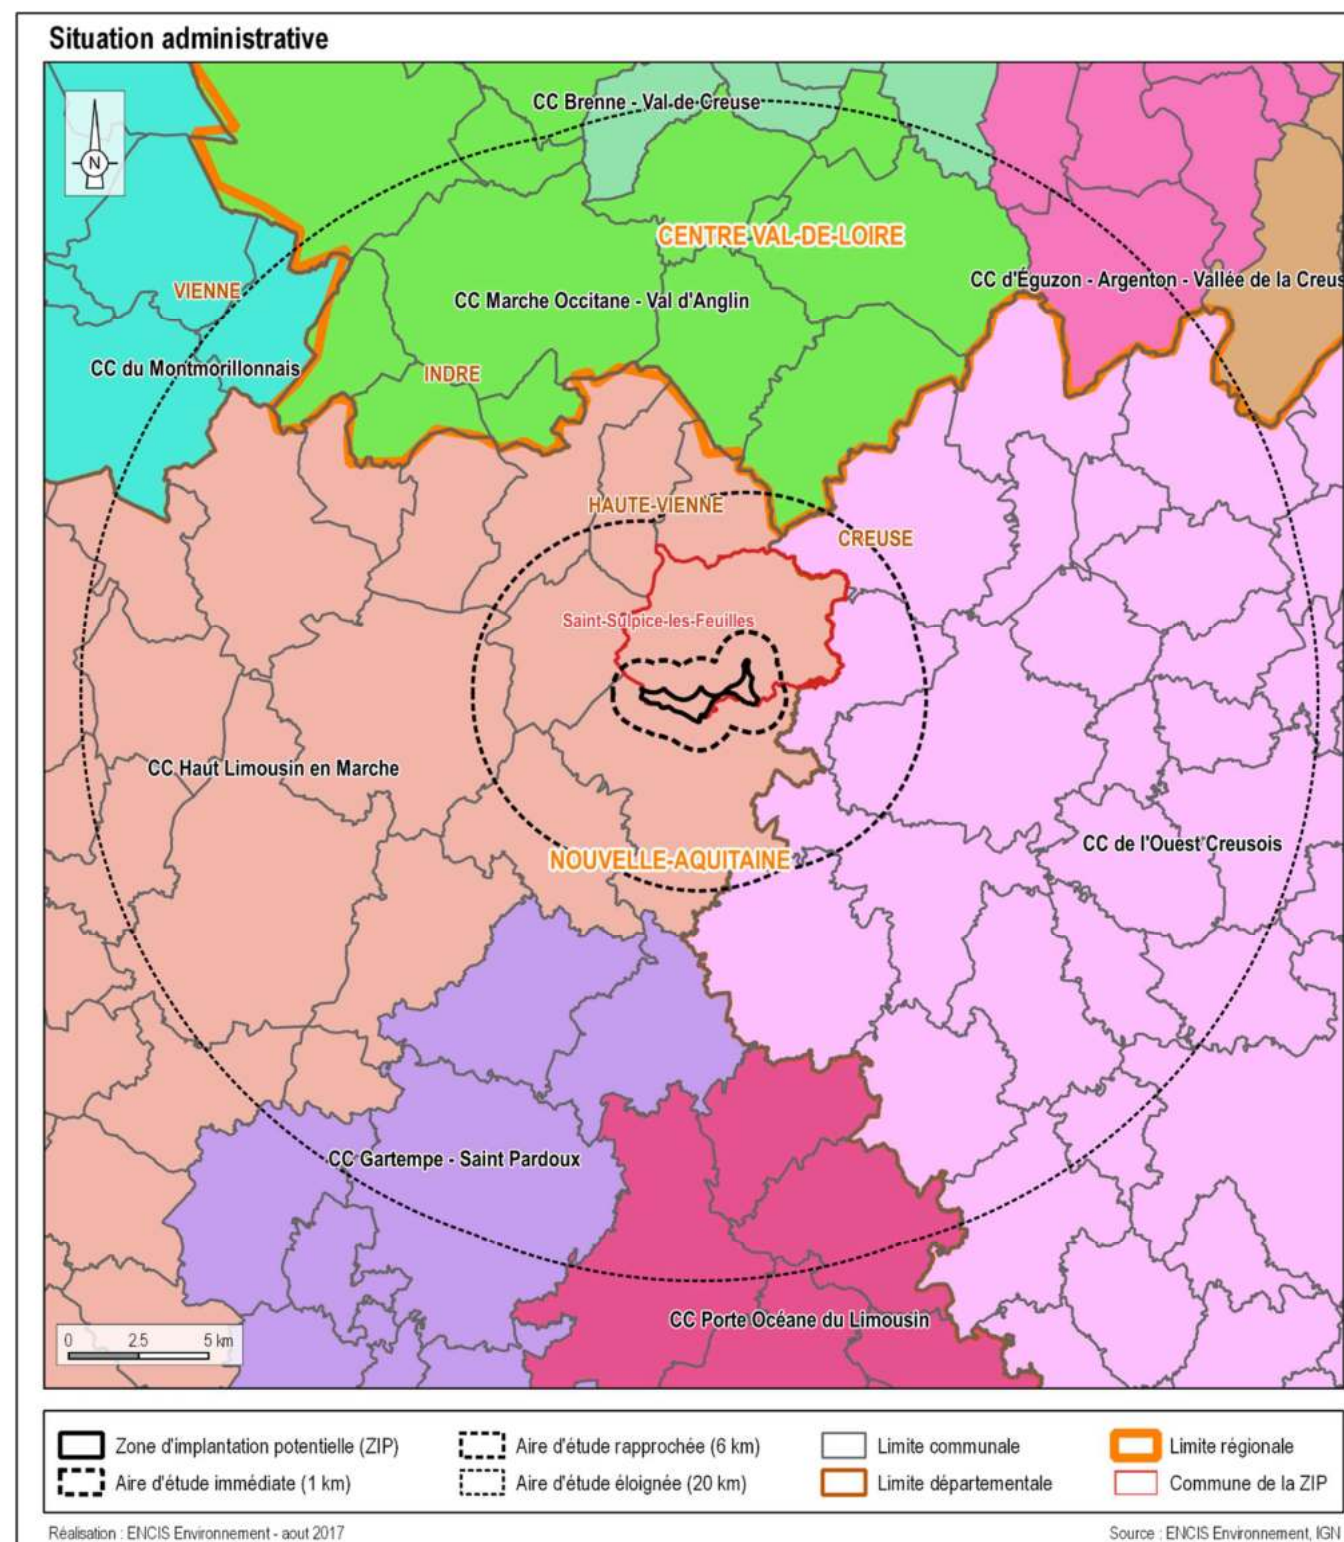 Situation administrative
N
CC Brenne - Val de Creuse
CENTRE VAL-DE-LOIRE
CC d'Éguzon - Argenton - Vallée de la Creus
VIENNE
CC Marche Occitane - Val d'Anglin
CC du Montmorillonnais
INDRE
HAUTE-VIENNE
CREUSE
Saint-Sulpice-les-Feuilles
CC Haut Limousin en Marche
CC de l'Ouest Creusois
NOUVELLE-AQUITAINE
CC Gartempe - Saint Pardoux
CC Porte Océane du Limousin
0 2.5 5 km
Zone d'implantation potentielle (ZIP)
Aire d'étude immédiate (1 km)
Aire d'étude rapprochée (6 km)
Aire d'étude éloignée (20 km)
Limite communale
Limite départementale
Limite régionale
Commune de la ZIP
Réalisation : ENCIS Environnement - aout 2017
Source : ENCIS Environnement, IGN